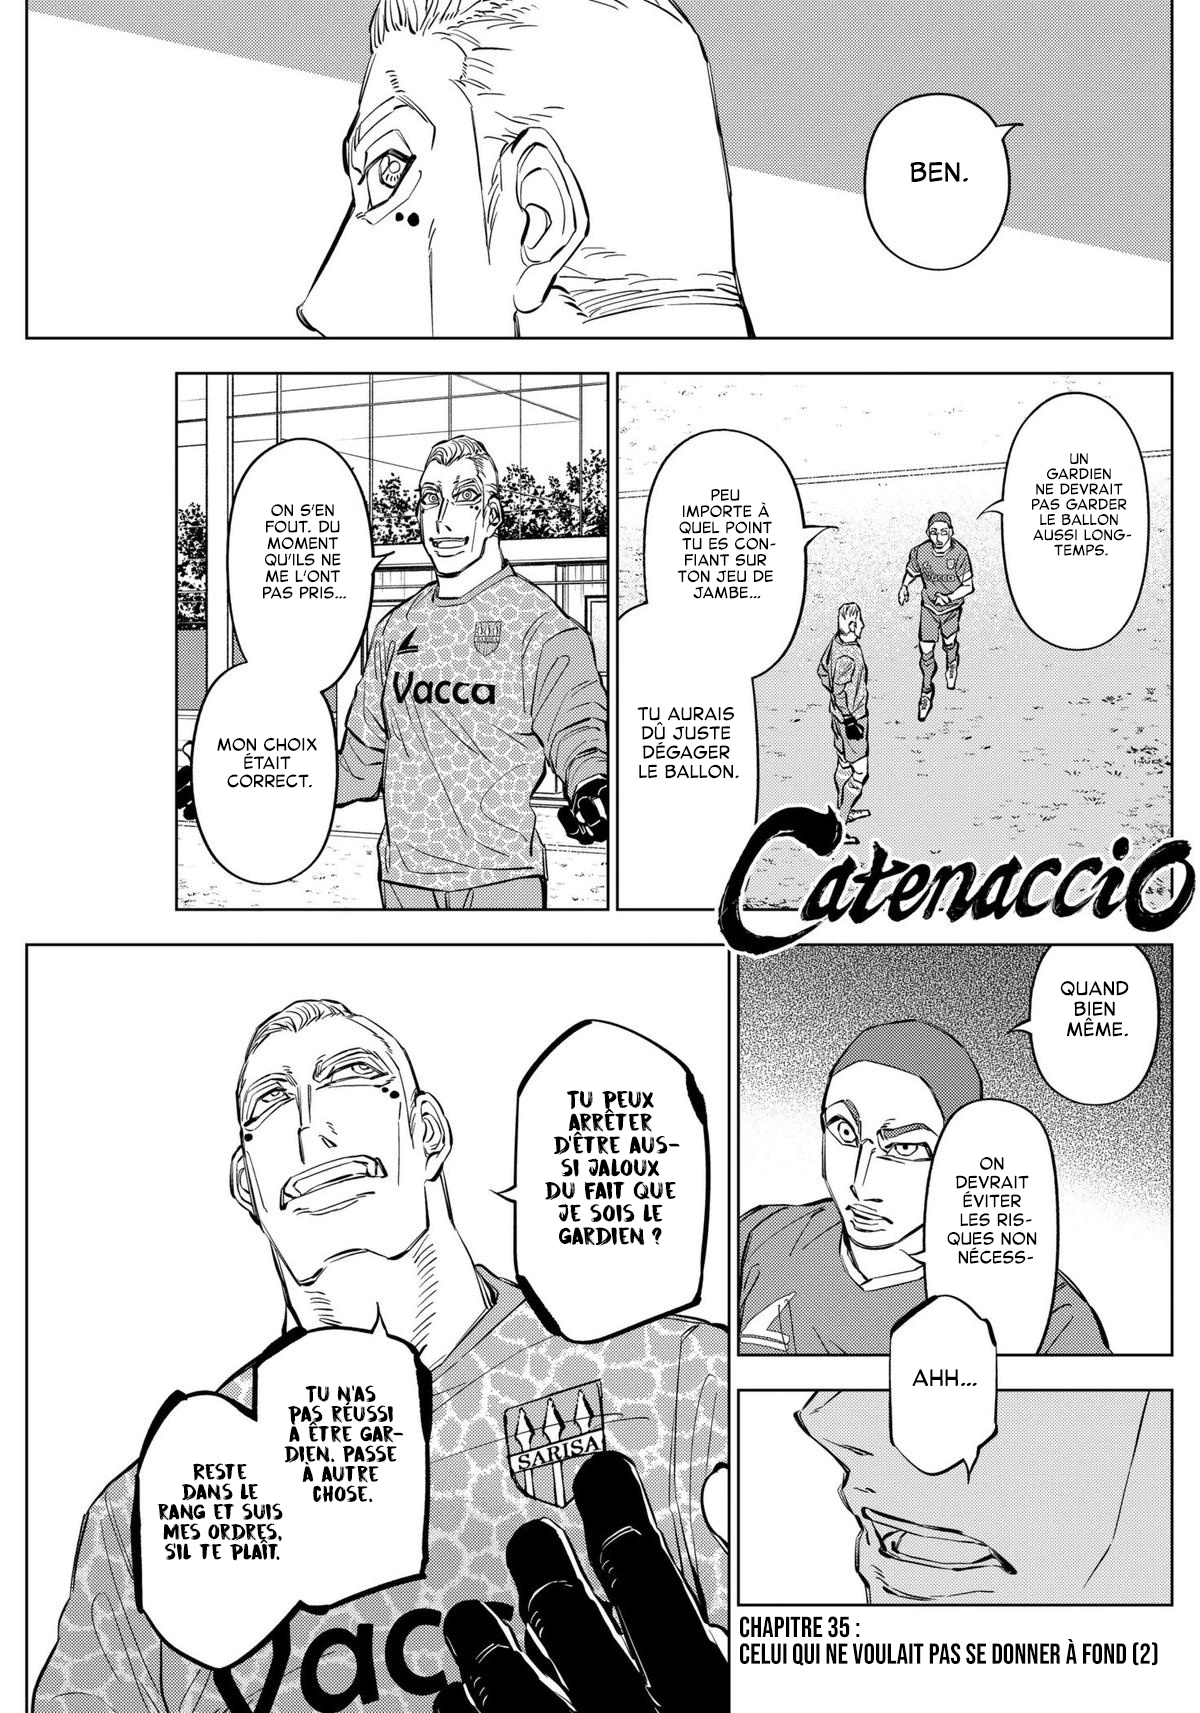 BEN.
UN
GARDIEN
NE DEVRAIT
PAS GARDER
LE BALLON
AUSSI LONG-
TEMPS.
PEU
IMPORTE À
QUEL POINT
TU ES CON-
FIANT SUR
TON JEU DE
JAMBE...
TU AURAIS
DÛ JUSTE
DÉGAGER
LE BALLON.
Vacca
ON S'EN
FOUT. DU
MOMENT
QU'ILS NE
ME L'ONT
PAS PRIS...
MON CHOIX
ÉTAIT
CORRECT.
SARISA
Vacca
Catenaccio
QUAND
BIEN
MÊME.
ON
DEVRAIT
ÉVITER
LES RIS-
QUES NON
NÉCESS-
AHH...
TU PEUX
ARRÊTER
D'ÊTRE AUS-
SI JALOUX
DU FAIT QUE
JE SOIS LE
GARDIEN ?
TU N'AS
PAS RÉUSSI
À ÊTRE GAR-
DIEN. PASSE
À AUTRE
CHOSE.
RESTE
DANS LE
RANG ET SUIS
MES ORDRES.
S'IL TE PLAÎT.
SARISA
Vacc
CHAPITRE 35 :
CELUI QUI NE VOULAIT PAS SE DONNER À FOND (2)